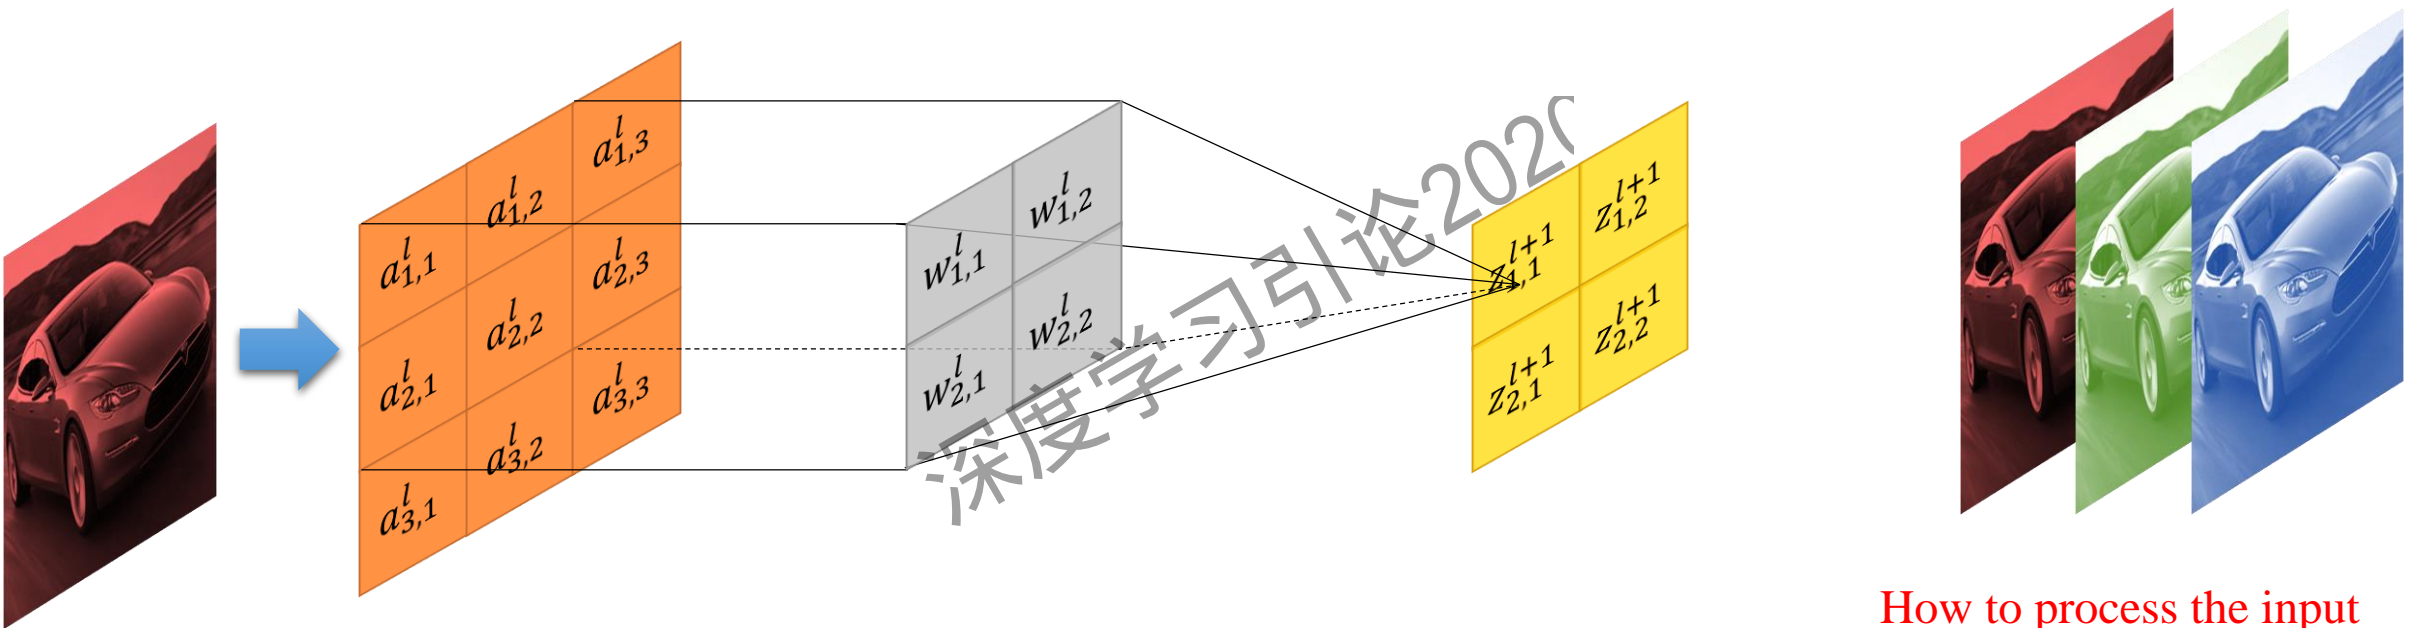 a^l_{1,1} a^l_{1,2} a^l_{1,3}
a^l_{2,1} a^l_{2,2} a^l_{2,3}
a^l_{3,1} a^l_{3,2} a^l_{3,3}
w^l_{1,1} w^l_{1,2}
w^l_{2,1} w^l_{2,2}
z^{l+1}_{1,1} z^{l+1}_{1,2}
z^{l+1}_{2,1} z^{l+1}_{2,2}
深度学习引论2020
How to process the input